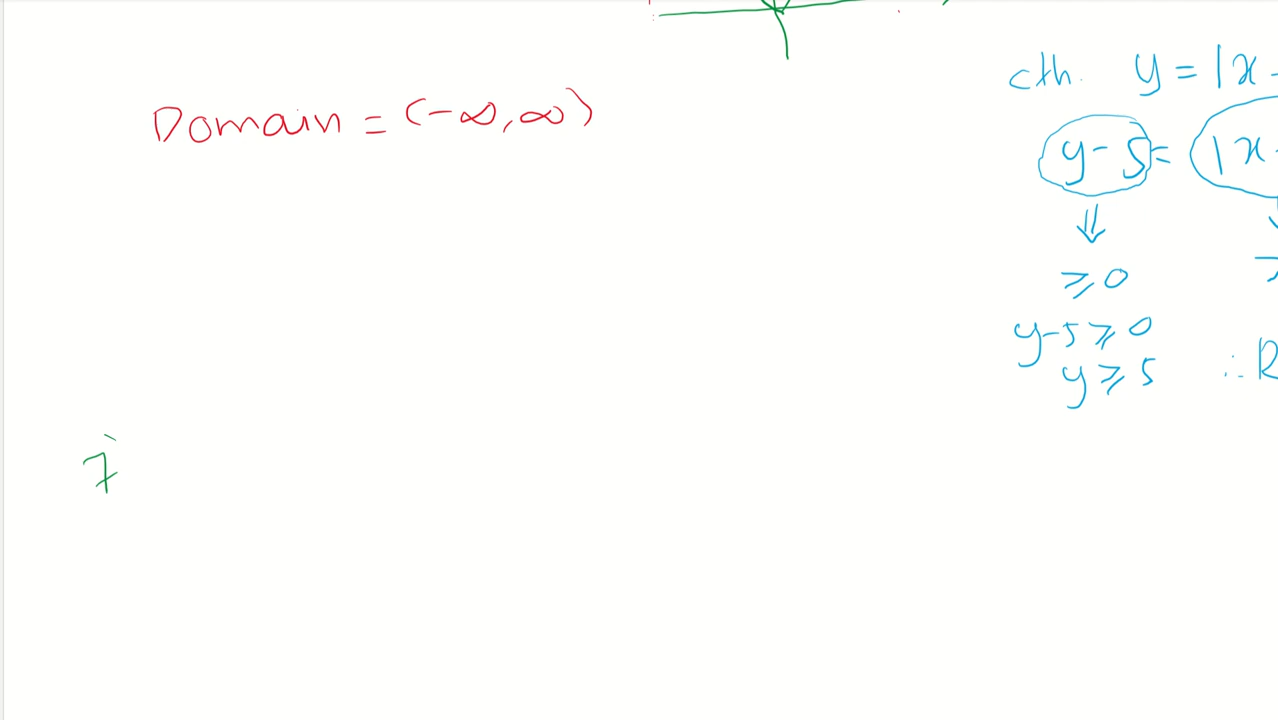 Domain = (-∞, ∞)
cth. y = |x -
y - 5 = |x -
⇓
≥ 0
y - 5 ≥ 0
y ≥ 5 ∴ R
7